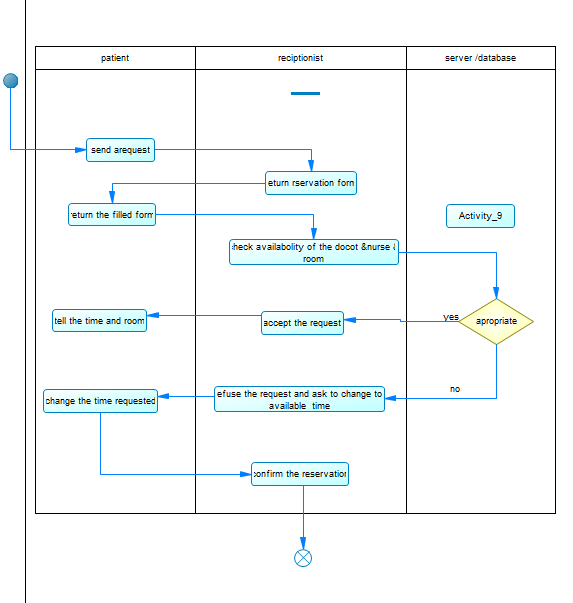 patient
reciptionist
server /database
send arequest
eturn rservation forn
Activity_9
eturn the filled form
heck availabolity of the docot &nurse &
room
yes
apropriate
tell the time and room
accept the request
no
change the time requested
efuse the request and ask to change to
available time
confirm the reservation